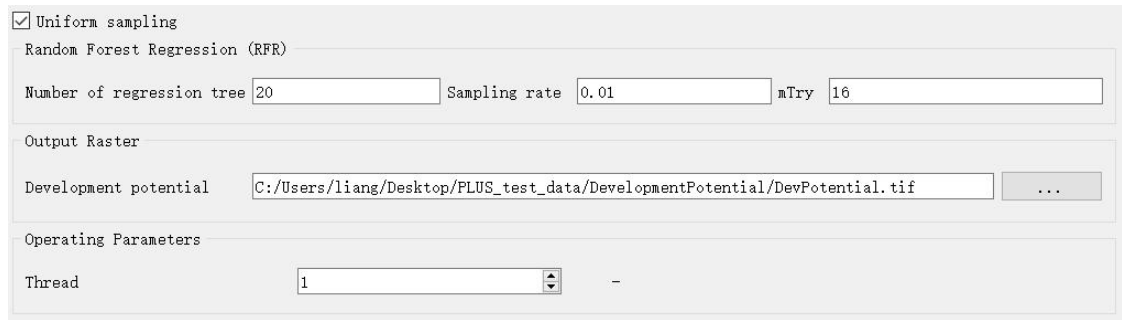 Uniform sampling
Random Forest Regression (RFR)
Number of regression tree 20 Sampling rate 0.01 mTry 16
Output Raster
Development potential C:/Users/liang/Desktop/PLUS_test_data/DevelopmentPotential/DevPotential.tif ...
Operating Parameters
Thread 1 -